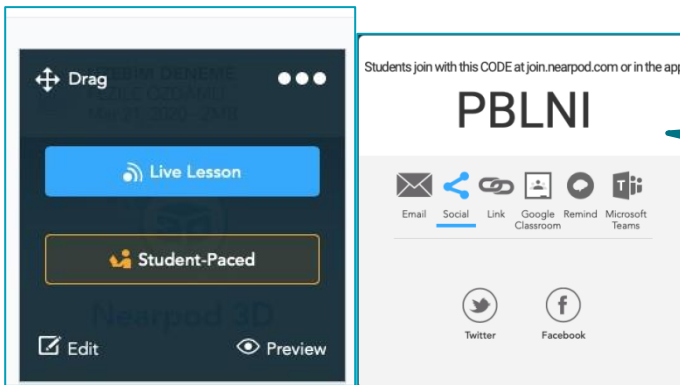 Drag
Live Lesson
Student-Paced
Nearpod 3D
Edit
Preview
Students join with this CODE at join.nearpod.com or in the app
PBLNI
Email
Social
Link
Google
Classroom
Remind
Microsoft
Teams
Twitter
Facebook